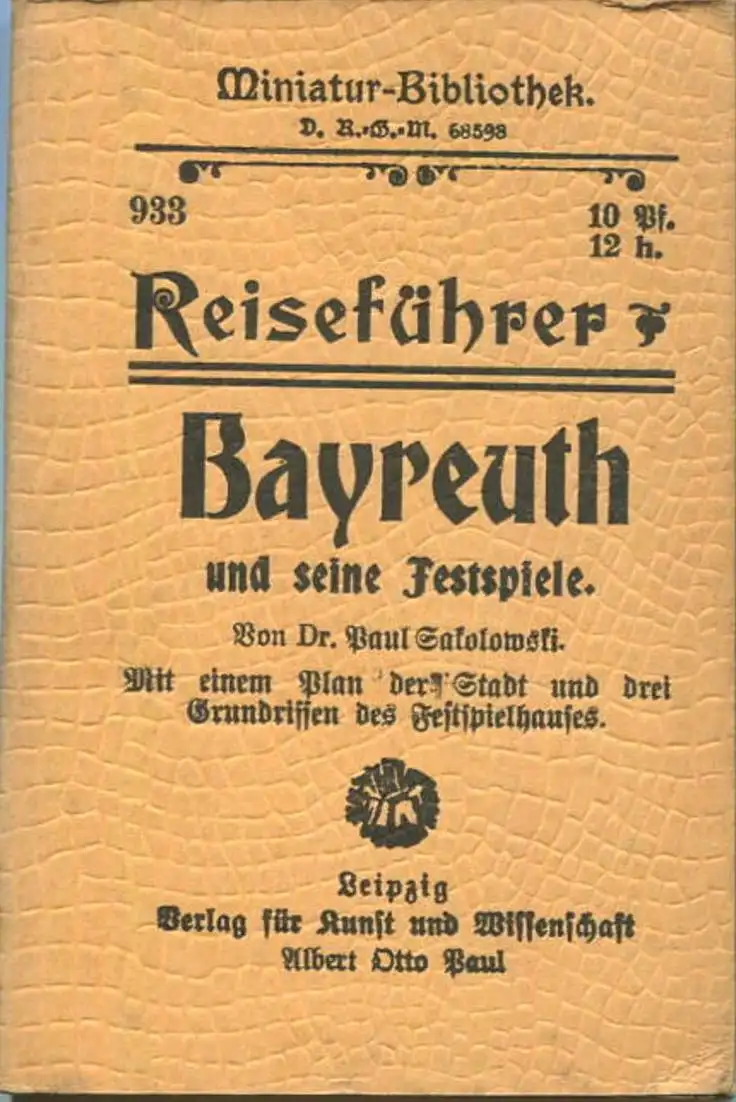 Miniatur-Bibliothek.
D. R.-G.-M. 68598
933
10 Pf.
12 h.
Reiseführer
Bayreuth
und seine Festspiele.
Von Dr. Paul Sakolowski.
Mit einem Plan der Stadt und drei
Grundrissen des Festspielhauses.
Leipzig
Verlag für Kunst und Wissenschaft
Albert Otto Paul